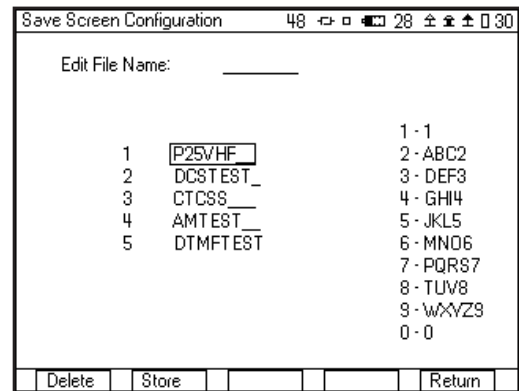 Save Screen Configuration 48 28 30
Edit File Name: ________
1 P25VHF__
2 DCSTEST_
3 CTCSS___
4 AMTEST__
5 DTMFTEST
1 - 1
2 - ABC2
3 - DEF3
4 - GHI4
5 - JKL5
6 - MNO6
7 - PQRS7
8 - TUV8
9 - WXYZ9
0 - 0
Delete Store Return